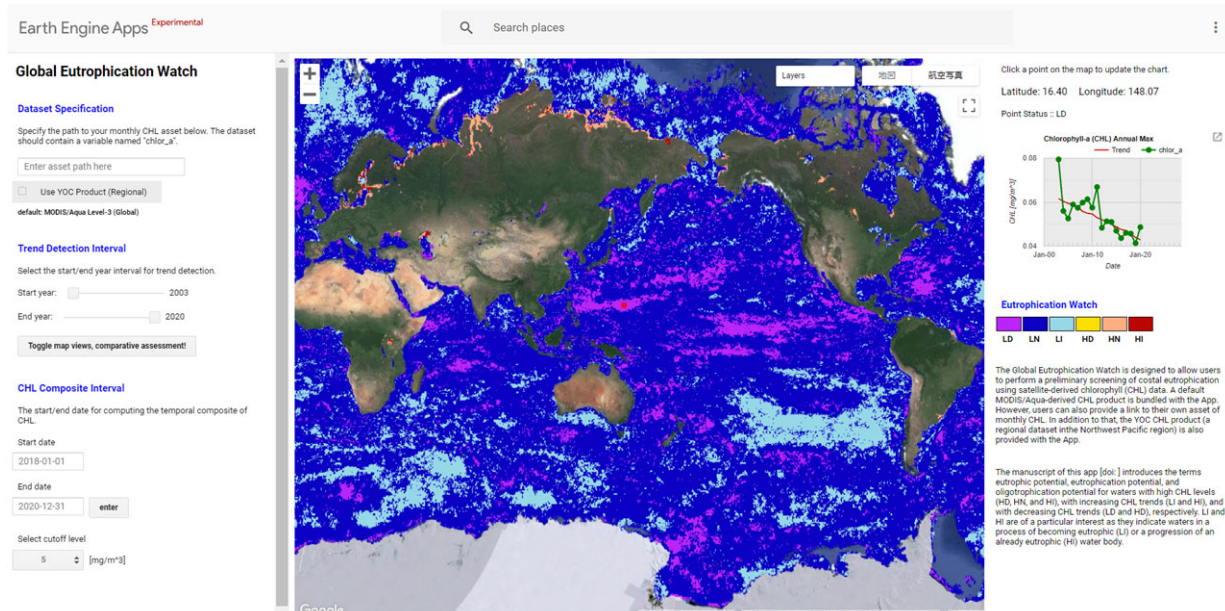 Earth Engine Apps Experimental
Search places
Global Eutrophication Watch
Dataset Specification
Specify the path to your monthly CHL asset below. The dataset
should contain a variable named "chlor_a".
Enter asset path here
Use YOC Product (Regional)
default: MODIS/Aqua Level-3 (Global)
Trend Detection Interval
Select the start/end year interval for trend detection.
Start year: 2003
End year: 2020
Toggle map views, comparative assessment!
CHL Composite Interval
The start/end date for computing the temporal composite of
CHL.
Start date
2018-01-01
End date
2020-12-31 enter
Select cutoff level
5 [mg/m^3]
+
−
Layers
地図 航空写真
Google
Click a point on the map to update the chart.
Latitude: 16.40 Longitude: 148.07
Point Status :: LD
Chlorophyll-a (CHL) Annual Max
Trend chlor_a
0.08
0.06
0.04
CHL [mg/m^3]
Jan-00 Jan-10 Jan-20
Date
Eutrophication Watch
LD LN LI HD HN HI
The Global Eutrophication Watch is designed to allow users
to perform a preliminary screening of costal eutrophication
using satellite-derived chlorophyll (CHL) data. A default
MODIS/Aqua-derived CHL product is bundled with the App.
However, users can also provide a link to their own asset of
monthly CHL. In addition to that, the YOC CHL product (a
regional dataset inthe Northwest Pacific region) is also
provided with the App.
The manuscript of this app [doi: ] introduces the terms
eutrophic potential, eutrophication potential, and
oligotrophication potential for waters with high CHL levels
(HD, HN, and HI), with increasing CHL trends (LI and HI), and
with decreasing CHL trends (LD and HD), respectively. LI and
HI are of a particular interest as they indicate waters in a
process of becoming eutrophic (LI) or a progression of an
already eutrophic (HI) water body.